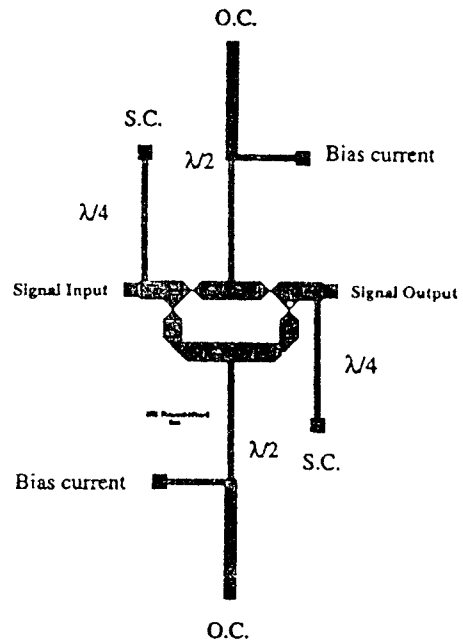 O.C.
S.C.
λ/2
Bias current
λ/4
Signal Input
Signal Output
λ/4
λ/2
S.C.
Bias current
O.C.